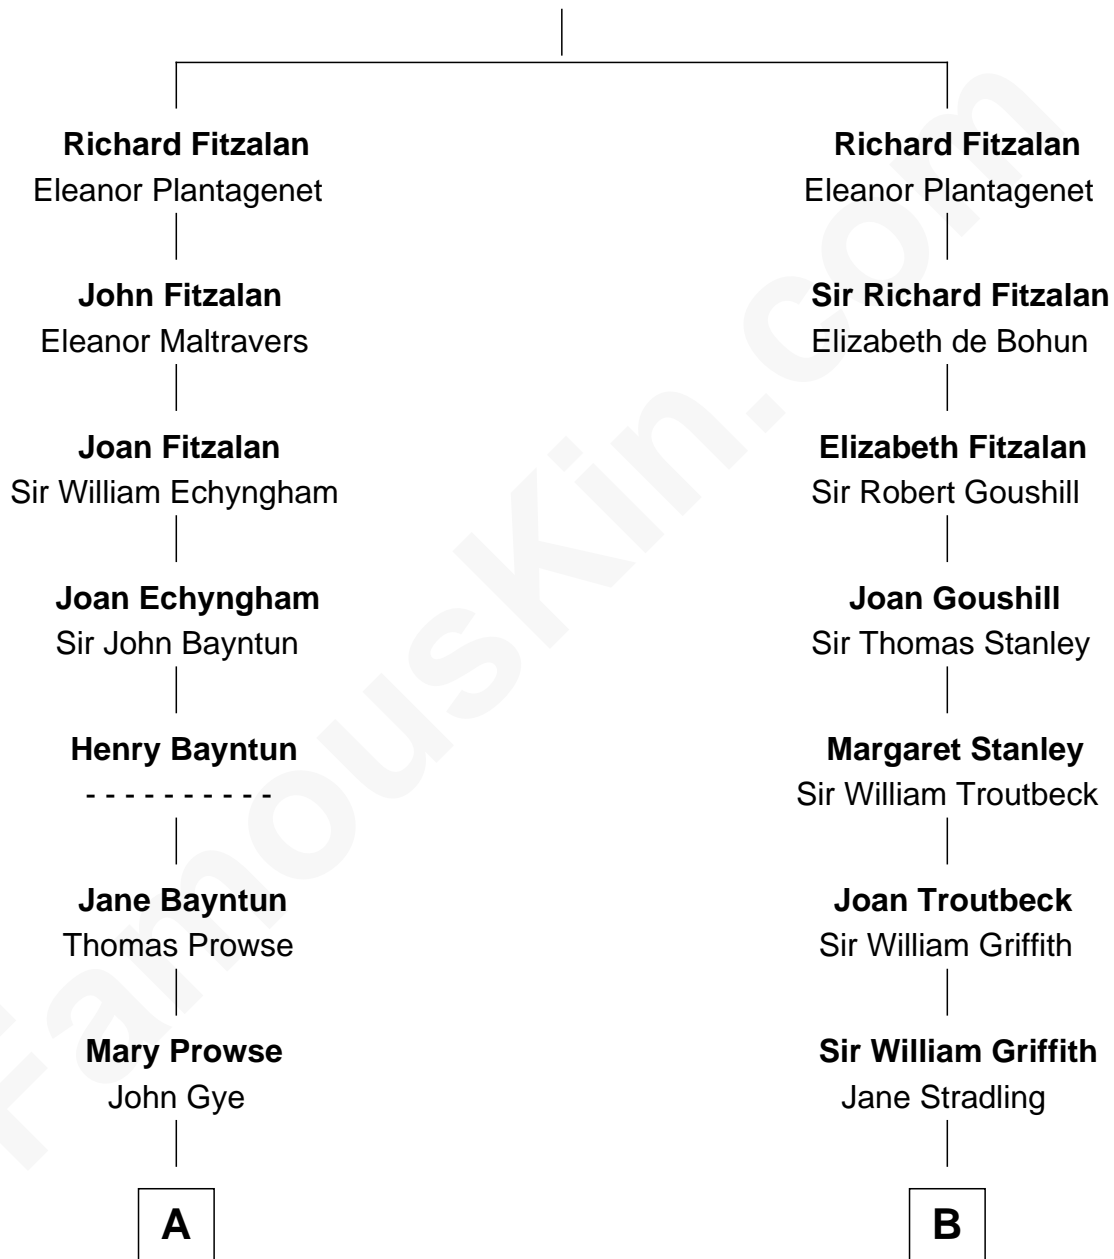 Richard Fitzalan
Eleanor Plantagenet
John Fitzalan
Eleanor Maltravers
Joan Fitzalan
Sir William Echyngham
Joan Echyngham
Sir John Bayntun
Henry Bayntun
- - - - - - - - - -
Jane Bayntun
Thomas Prowse
Mary Prowse
John Gye
A
Richard Fitzalan
Eleanor Plantagenet
Sir Richard Fitzalan
Elizabeth de Bohun
Elizabeth Fitzalan
Sir Robert Goushill
Joan Goushill
Sir Thomas Stanley
Margaret Stanley
Sir William Troutbeck
Joan Troutbeck
Sir William Griffith
Sir William Griffith
Jane Stradling
B
FamousKin.com